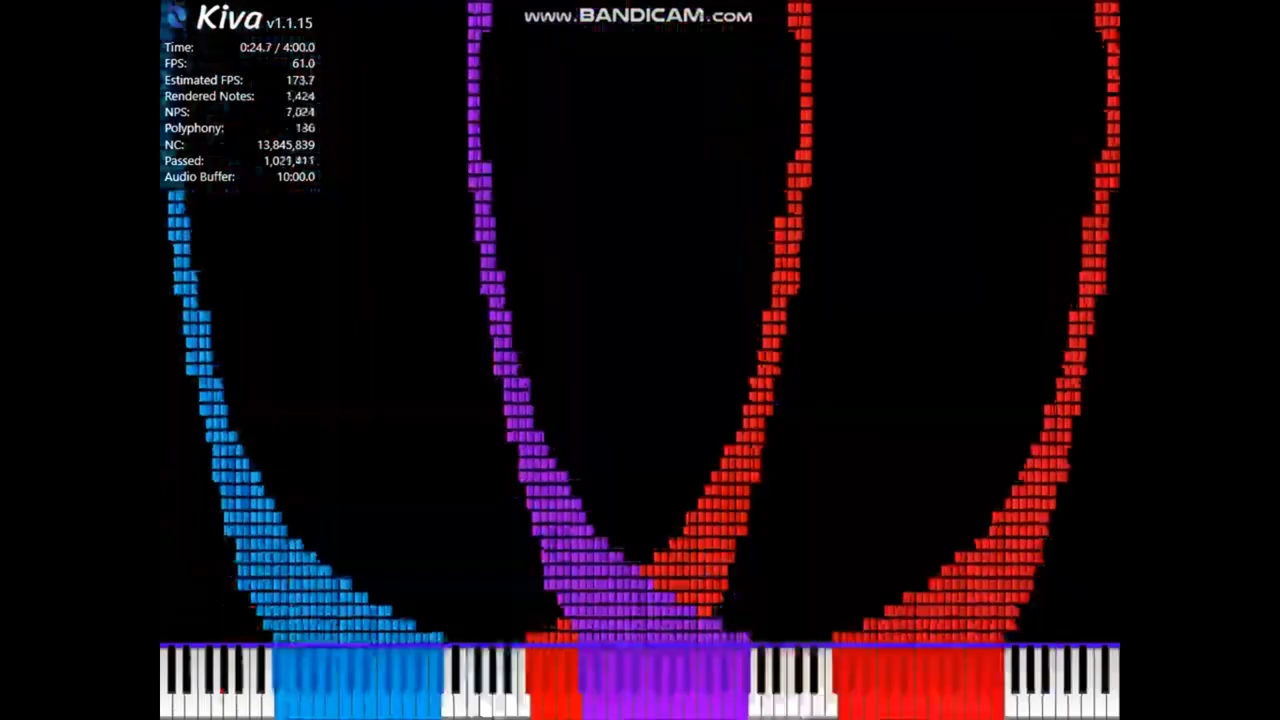 Kiva v1.1.15
www.BANDICAM.com
Time: 0:24.7 / 4:00.0
FPS: 61.0
Estimated FPS: 173.7
Rendered Notes: 1,424
NPS: 7,024
Polyphony: 136
NC: 13,845,839
Passed:
Audio Buffer: 10:00.0